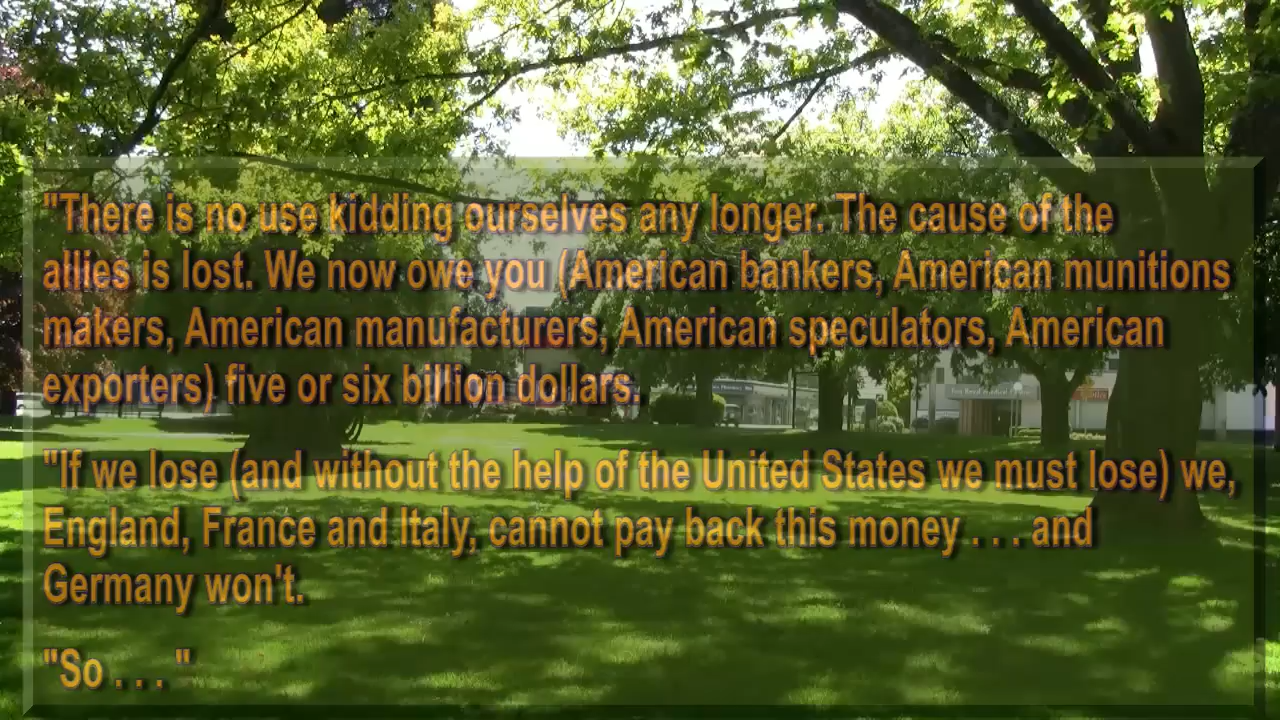 "There is no use kidding ourselves any longer. The cause of the
allies is lost. We now owe you (American bankers, American munitions
makers, American manufacturers, American speculators, American
exporters) five or six billion dollars.
"If we lose (and without the help of the United States we must lose) we,
England, France and Italy, cannot pay back this money . . . and
Germany won't.
"So . . . "